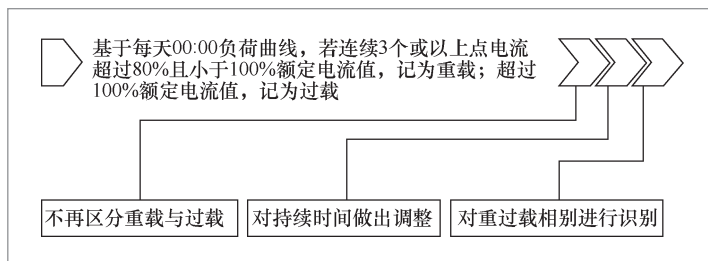 基于每天00:00负荷曲线，若连续3个或以上点电流
超过80%且小于100%额定电流值，记为重载；超过
100%额定电流值，记为过载
不再区分重载与过载
对持续时间做出调整
对重过载相别进行识别